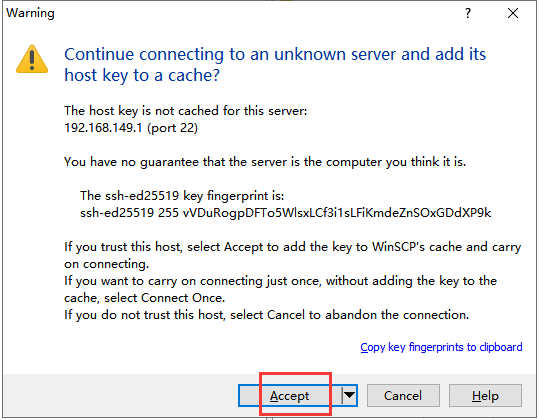 Warning
?
Continue connecting to an unknown server and add its
host key to a cache?
The host key is not cached for this server:
192.168.149.1 (port 22)
You have no guarantee that the server is the computer you think it is.
The ssh-ed25519 key fingerprint is:
ssh-ed25519 255 vVDuRogpDFTo5WlsxLCf3i1sLFiKmdeZnSOxGDdXP9k
If you trust this host, select Accept to add the key to WinSCP's cache and carry
on connecting.
If you want to carry on connecting just once, without adding the key to the
cache, select Connect Once.
If you do not trust this host, select Cancel to abandon the connection.
Copy key fingerprints to clipboard
Accept
Cancel
Help